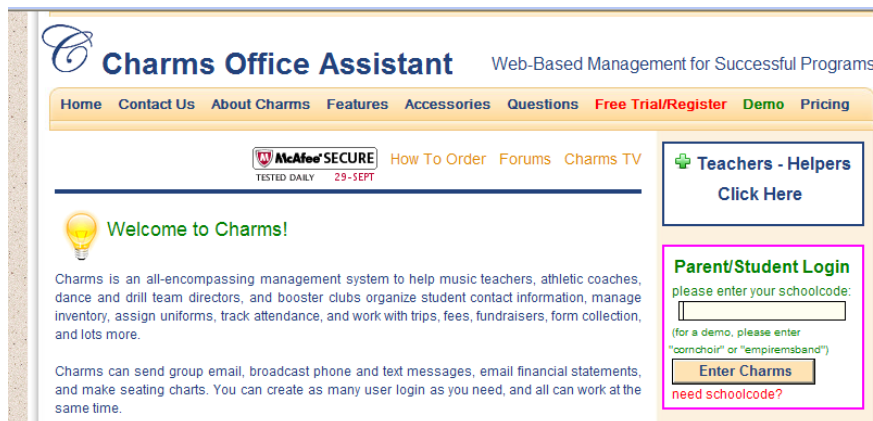 C Charms Office Assistant Web-Based Management for Successful Programs
Home Contact Us About Charms Features Accessories Questions Free Trial/Register Demo Pricing
McAfee SECURE How To Order Forums Charms TV
TESTED DAILY 29-SEPT
Teachers - Helpers
Click Here
Welcome to Charms!
Charms is an all-encompassing management system to help music teachers, athletic coaches,
dance and drill team directors, and booster clubs organize student contact information, manage
inventory, assign uniforms, track attendance, and work with trips, fees, fundraisers, form collection,
and lots more.
Charms can send group email, broadcast phone and text messages, email financial statements,
and make seating charts. You can create as many user login as you need, and all can work at the
same time.
Parent/Student Login
please enter your schoolcode:
(for a demo, please enter
"cornchoir" or "empiremsband")
Enter Charms
need schoolcode?